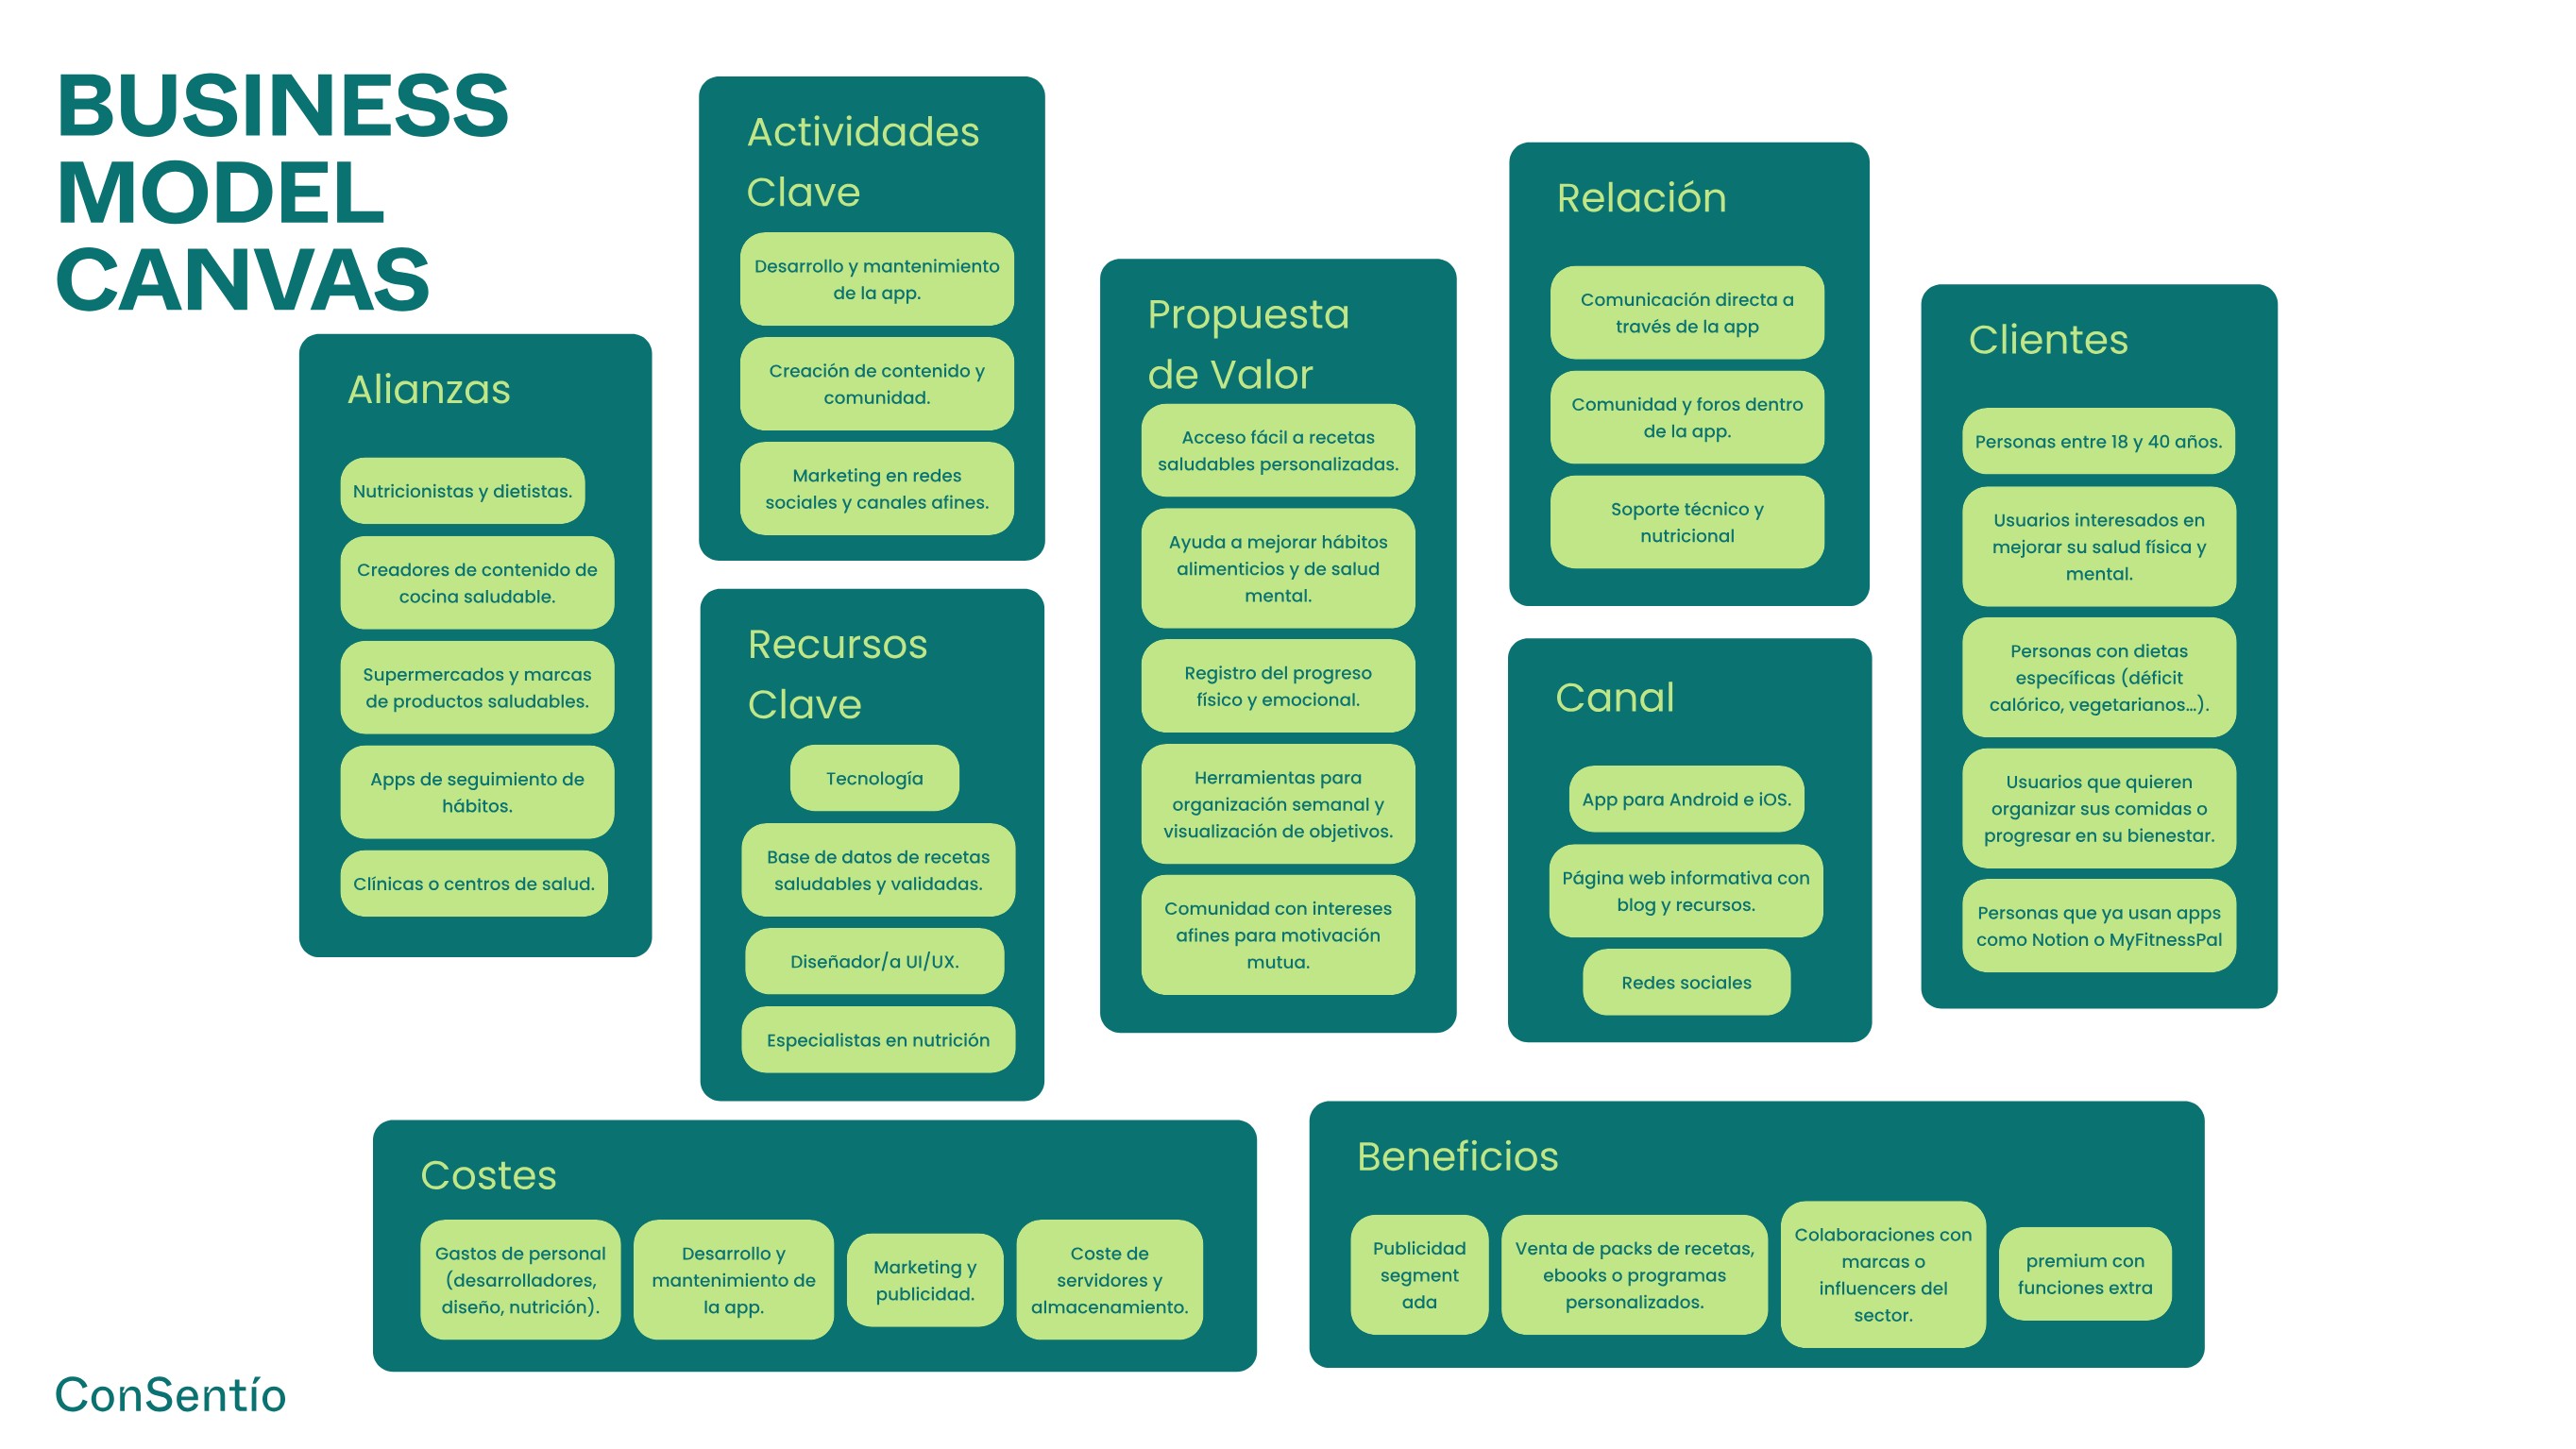 BUSINESS
MODEL
CANVAS
Alianzas
Nutricionistas y dietistas.
Creadores de contenido de
cocina saludable.
Supermercados y marcas
de productos saludables.
Apps de seguimiento de
hábitos.
Clínicas o centros de salud.
Actividades
Clave
Desarrollo y mantenimiento
de la app.
Creación de contenido y
comunidad.
Marketing en redes
sociales y canales afines.
Recursos
Clave
Tecnología
Base de datos de recetas
saludables y validadas.
Diseñador/a UI/UX.
Especialistas en nutrición
Propuesta
de Valor
Acceso fácil a recetas
saludables personalizadas.
Ayuda a mejorar hábitos
alimenticios y de salud
mental.
Registro del progreso
físico y emocional.
Herramientas para
organización semanal y
visualización de objetivos.
Comunidad con intereses
afines para motivación
mutua.
Relación
Comunicación directa a
través de la app
Comunidad y foros dentro
de la app.
Soporte técnico y
nutricional
Canal
App para Android e iOS.
Página web informativa con
blog y recursos.
Redes sociales
Clientes
Personas entre 18 y 40 años.
Usuarios interesados en
mejorar su salud física y
mental.
Personas con dietas
específicas (déficit
calórico, vegetarianos...).
Usuarios que quieren
organizar sus comidas o
progresar en su bienestar.
Personas que ya usan apps
como Notion o MyFitnessPal
Costes
Gastos de personal
(desarrolladores,
diseño, nutrición).
Desarrollo y
mantenimiento de
la app.
Marketing y
publicidad.
Coste de
servidores y
almacenamiento.
Beneficios
Publicidad
segment
ada
Venta de packs de recetas,
ebooks o programas
personalizados.
Colaboraciones con
marcas o
influencers del
sector.
premium con
funciones extra
ConSentío